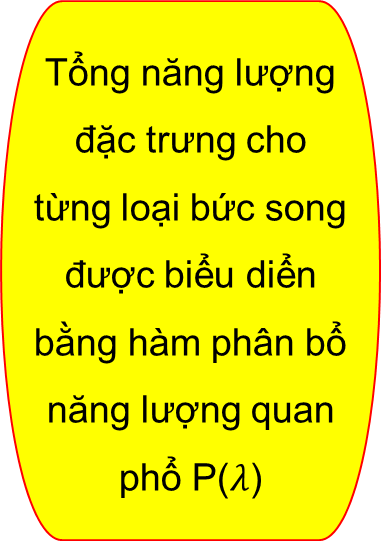 Tổng năng lượng
đặc trưng cho
từng loại bức song
được biểu diển
bằng hàm phân bổ
năng lượng quan
phổ P(𝜆)